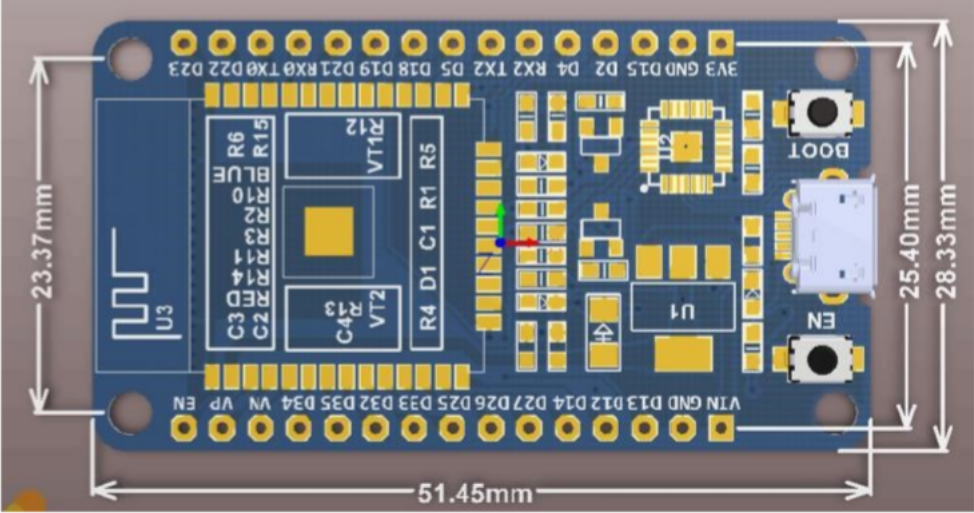 D23 D22 TX0 RX0 D21 D19 D18 D5 TX2 RX2 D4 D2 D15 GND 3V3
R6 R15
R12
VT1
R5
BLUE
R10
R2
R3
R11
R14
RED
C3 C2
R1
C1
D1
R4
R13
C4
VT2
U3
Z
U1
BOOT
EN
EN VP VN D34 D35 D32 D33 D25 D26 D27 D14 D12 D13 GND VIN
23.37mm
25.40mm
28.33mm
51.45mm